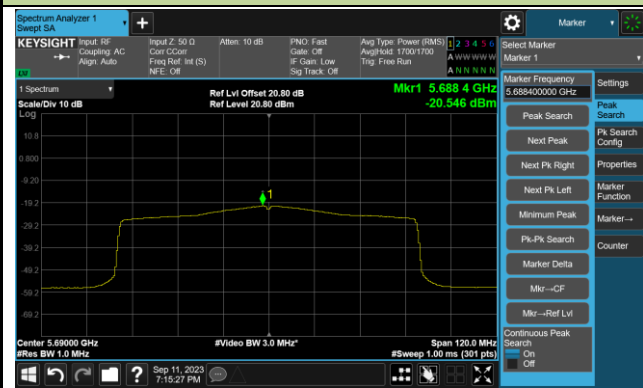 Spectrum Analyzer 1
Swept SA
+
Marker
KEYSIGHT
Input: RF
Coupling: AC
Align: Auto
Input Z: 50 Ω
Corr CCorr
Freq Ref: Int (S)
NFE: Off
Atten: 10 dB
PNO: Fast
Gate: Off
IF Gain: Low
Sig Track: Off
Avg Type: Power (RMS)
Avg|Hold: 1700/1700
Trig: Free Run
1 2 3 4 5 6
A W W W W W
A N N N N N
Select Marker
Marker 1
1 Spectrum
Scale/Div 10 dB
Log
Ref Lvl Offset 20.80 dB
Ref Level 20.80 dBm
Mkr1 5.688 4 GHz
-20.546 dBm
10.8
0.800
-9.20
-19.2
-29.2
-39.2
-49.2
-59.2
-69.2
1
Center 5.69000 GHz
#Res BW 1.0 MHz
#Video BW 3.0 MHz*
Span 120.0 MHz
#Sweep 1.00 ms (301 pts)
Marker Frequency
5.688400000 GHz
Peak Search
Next Peak
Next Pk Right
Next Pk Left
Minimum Peak
Pk-Pk Search
Marker Delta
Mkr→CF
Mkr→Ref Lvl
Continuous Peak
Search
On
Off
Settings
Peak
Search
Pk Search
Config
Properties
Marker
Function
Marker→
Counter
?
Sep 11, 2023
7:15:27 PM